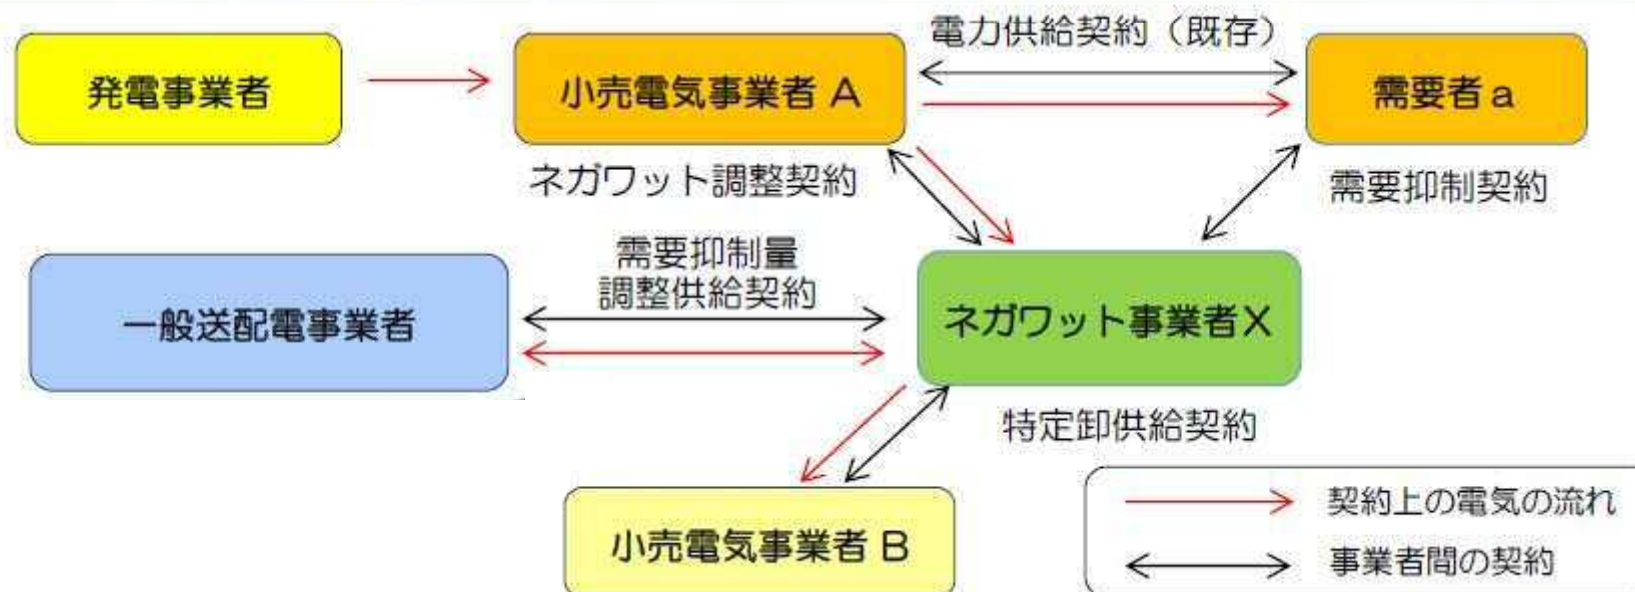 電力供給契約（既存）
発電事業者
小売電気事業者 A
需要者 a
ネガワット調整契約
需要抑制契約
需要抑制量
調整供給契約
一般送配電事業者
ネガワット事業者X
特定卸供給契約
小売電気事業者 B
契約上の電気の流れ
事業者間の契約